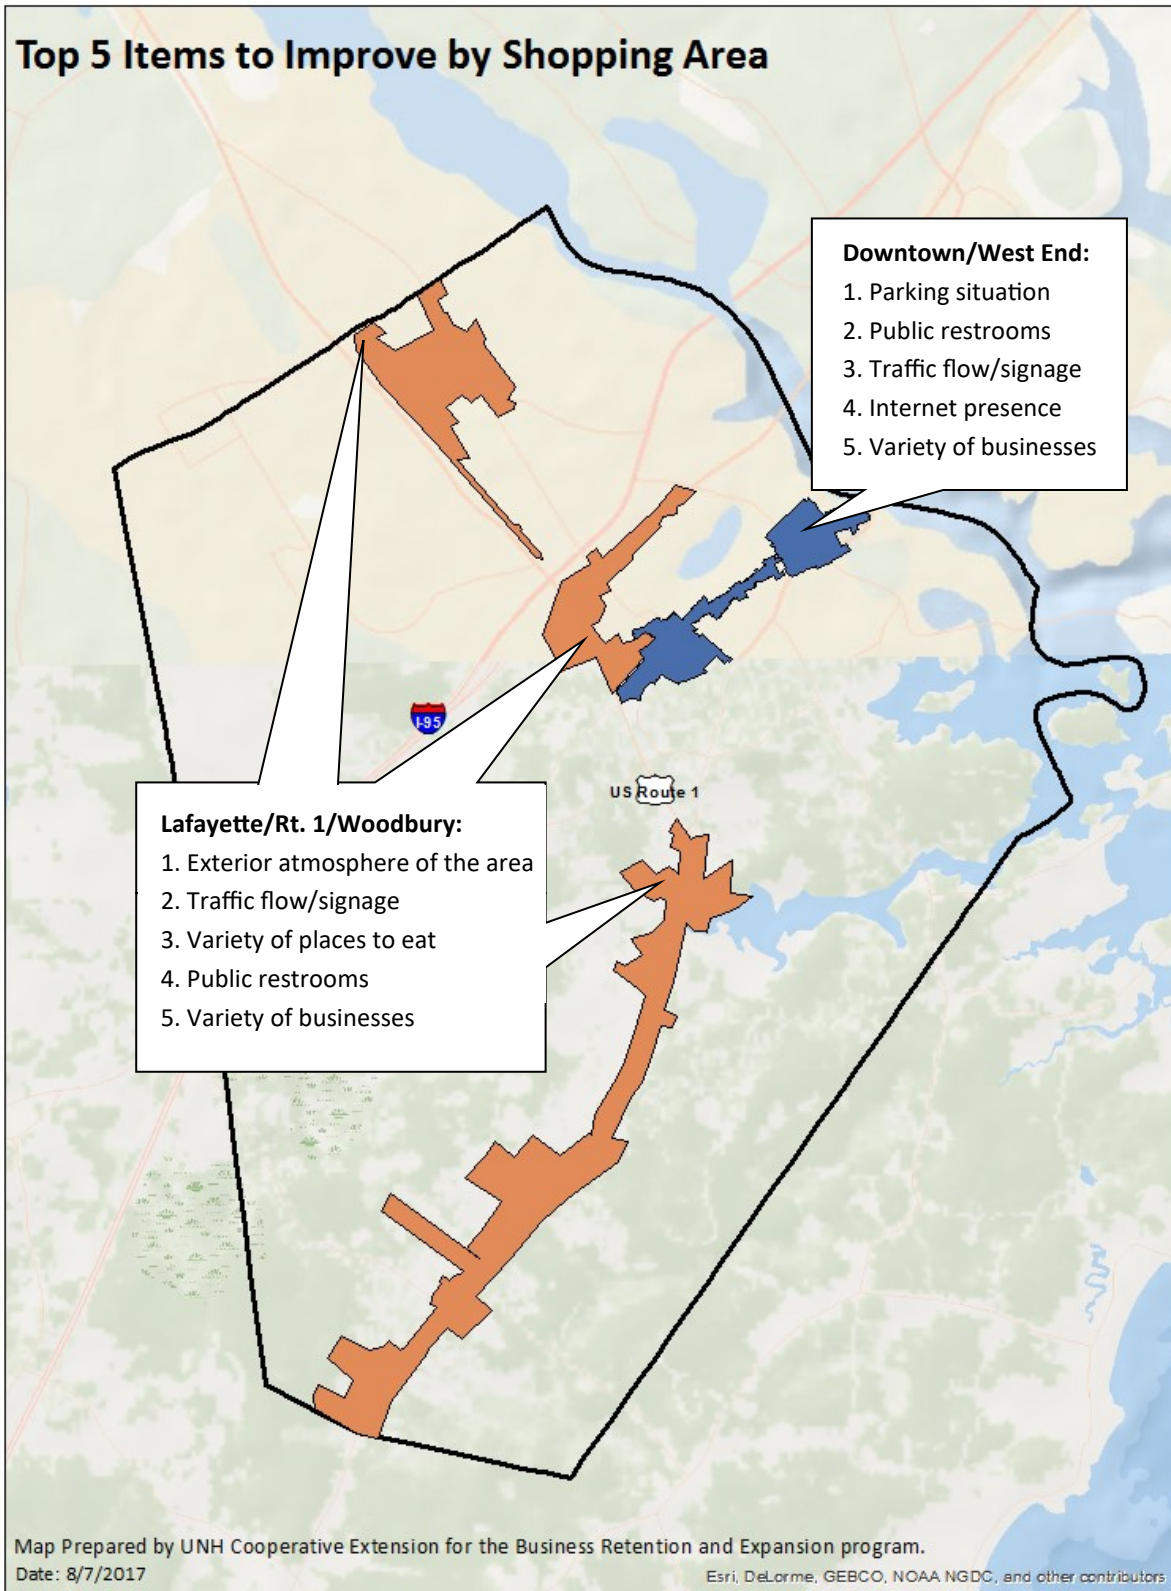 Top 5 Items to Improve by Shopping Area
Downtown/West End:
1. Parking situation
2. Public restrooms
3. Traffic flow/signage
4. Internet presence
5. Variety of businesses
I-95
US Route 1
Lafayette/Rt. 1/Woodbury:
1. Exterior atmosphere of the area
2. Traffic flow/signage
3. Variety of places to eat
4. Public restrooms
5. Variety of businesses
Map Prepared by UNH Cooperative Extension for the Business Retention and Expansion program.
Date: 8/7/2017
Esri, DeLorme, GEBCO, NOAA NGDC, and other contributors